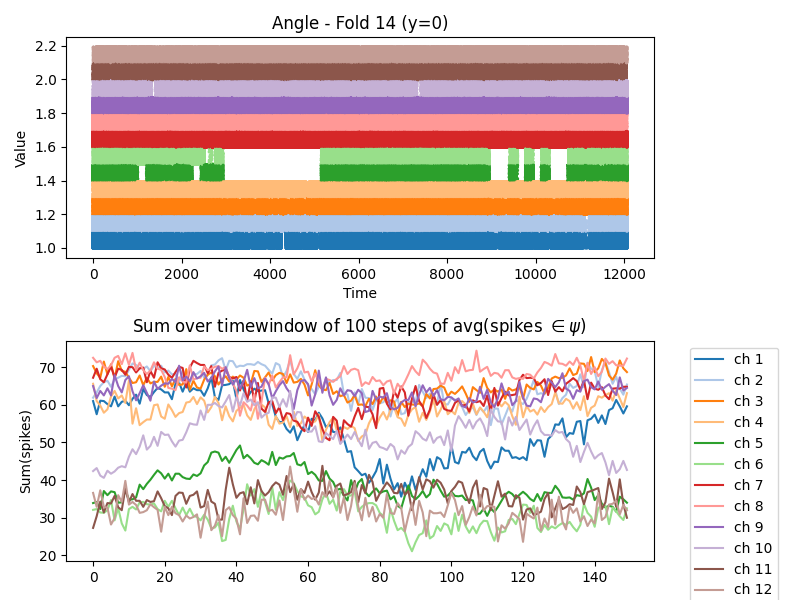 Angle - Fold 14 (y=0)
2.2
2.0
1.8
1.6
1.4
1.2
1.0
Value
0 2000 4000 6000 8000 10000 12000
Time
Sum over timewindow of 100 steps of avg(spikes ∈ ψ)
70
60
50
40
30
20
Sum(spikes)
0 20 40 60 80 100 120 140
ch 1
ch 2
ch 3
ch 4
ch 5
ch 6
ch 7
ch 8
ch 9
ch 10
ch 11
ch 12